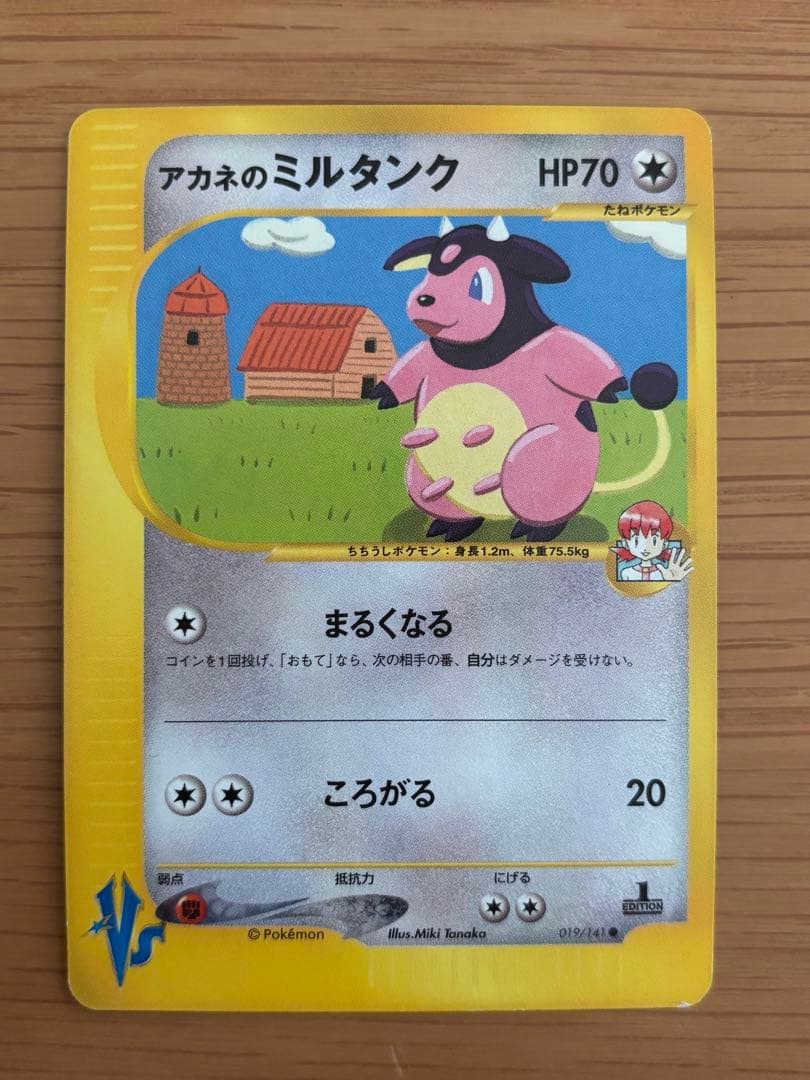 アカネのミルタンク HP70
たねポケモン
ちちうしポケモン：身長1.2m、体重75.5kg
まるくなる
コインを1回投げ、「おもて」なら、次の相手の番、自分はダメージを受けない。
ころがる 20
弱点 抵抗力 にげる
1
EDITION
VS
© Pokémon Illus.Miki Tanaka 019/141